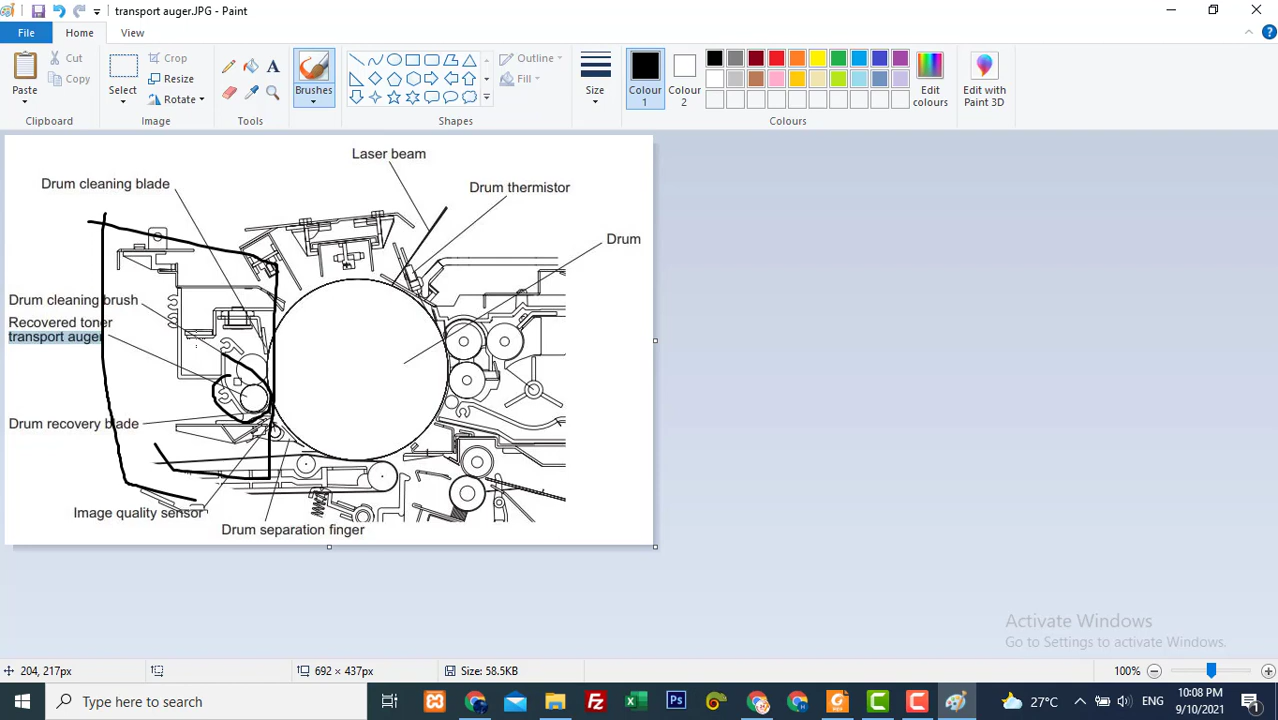 transport auger.JPG - Paint
File
Home
View
Paste
Cut
Copy
Clipboard
Select
Crop
Resize
Rotate
Image
A
Tools
Brushes
Shapes
Outline
Fill
Size
Colour 1
Colour 2
Colours
Edit colours
Edit with Paint 3D
Laser beam
Drum cleaning blade
Drum thermistor
Drum
Drum cleaning brush
Recovered toner
transport auger
Drum recovery blade
Image quality sensor
Drum separation finger
Activate Windows
Go to Settings to activate Windows.
204, 217px
692 × 437px
Size: 58.5KB
100%
Type here to search
27°C
ENG
10:08 PM
9/10/2021